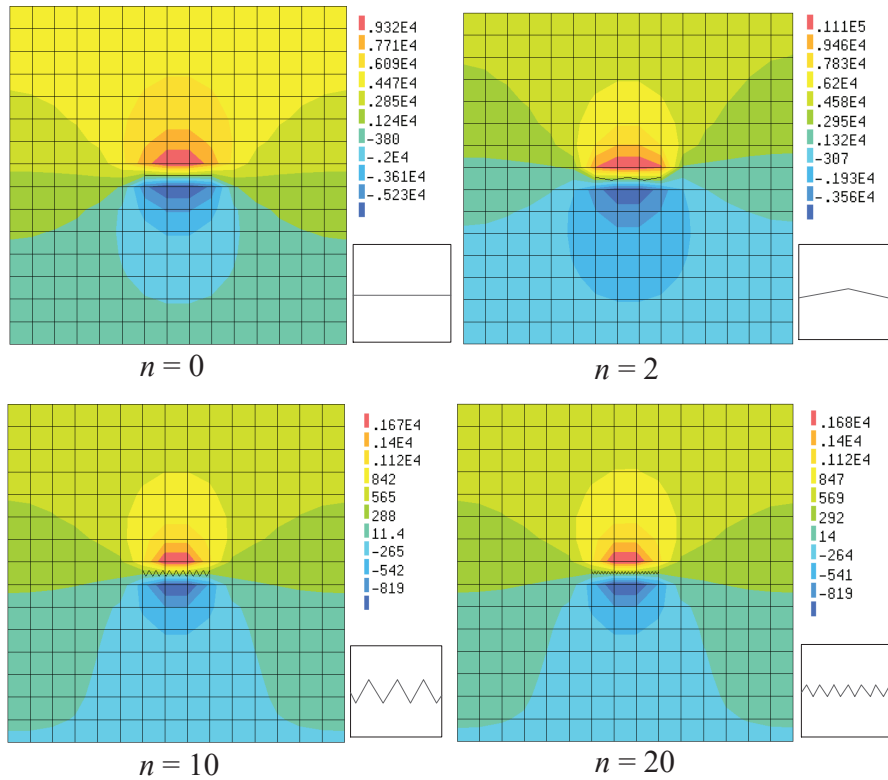 .932E4
.771E4
.609E4
.447E4
.285E4
.124E4
-380
-.2E4
-.361E4
-.523E4
n = 0
.111E5
.946E4
.783E4
.62E4
.458E4
.295E4
.132E4
-307
-.193E4
-.356E4
n = 2
.167E4
.14E4
.112E4
842
565
288
11.4
-265
-542
-819
n = 10
.168E4
.14E4
.112E4
847
569
292
14
-264
-541
-819
n = 20